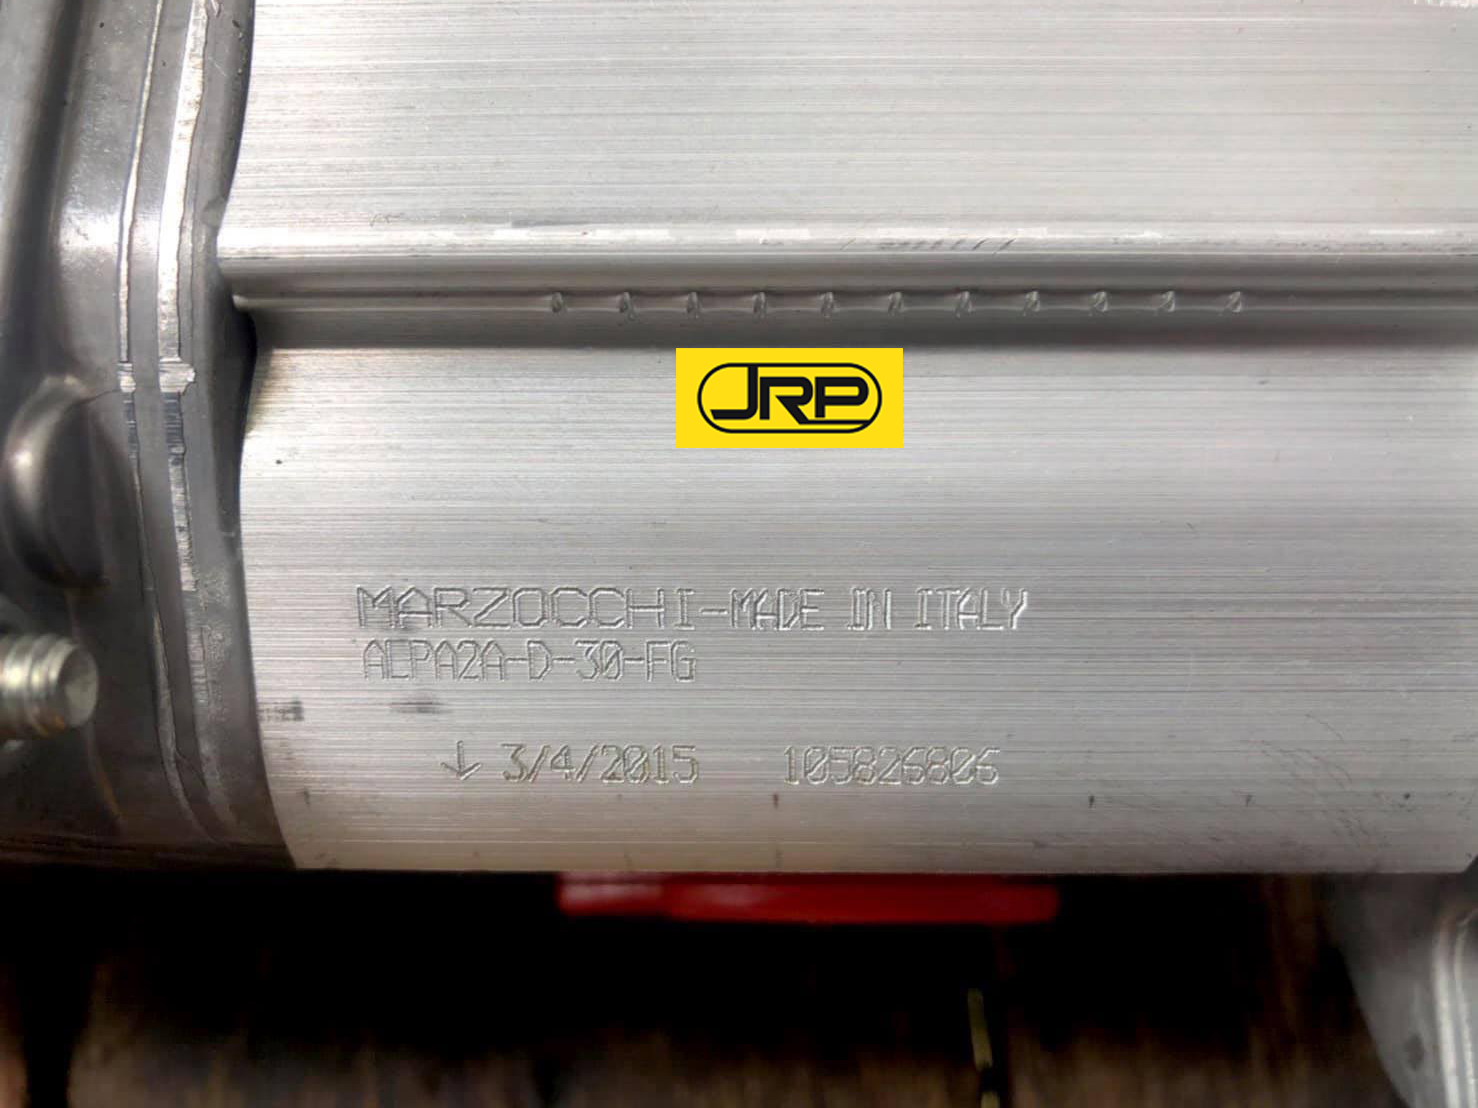 JRP
MARZOCCHI-MADE IN ITALY
ALPA2A-D-30-FG
↓ 3/4/2015 105826806